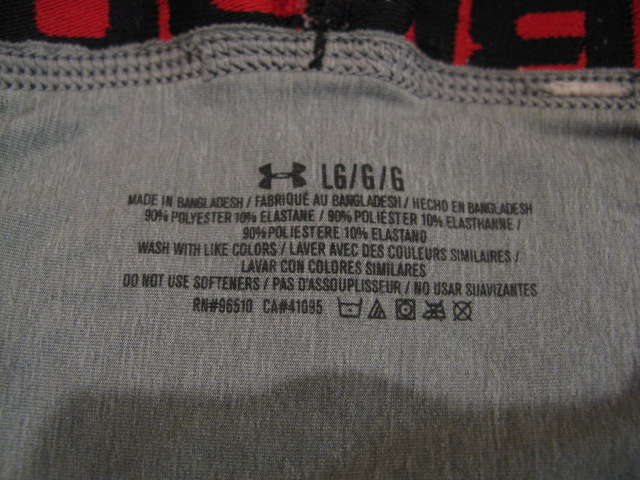 LG/G/G
MADE IN BANGLADESH / FABRIQUÉ AU BANGLADESH / HECHO EN BANGLADESH
90% POLYESTER 10% ELASTANE / 90% POLIÉSTER 10% ELASTHANNE /
90% POLIESTERE 10% ELASTANO
WASH WITH LIKE COLORS / LAVER AVEC DES COULEURS SIMILAIRES /
LAVAR CON COLORES SIMILARES
DO NOT USE SOFTENERS / PAS D'ASSOUPLISSEUR / NO USAR SUAVIZANTES
RN#96510 CA#41095